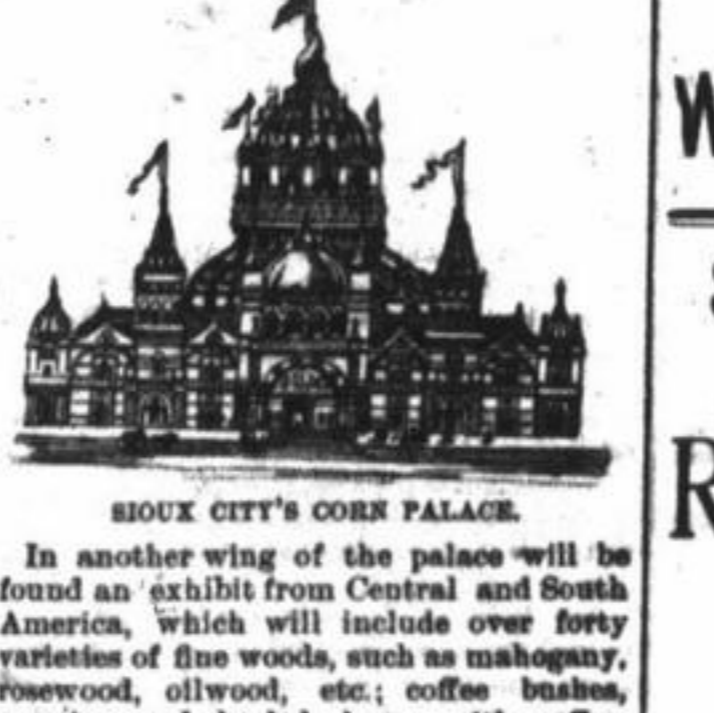 SIOUX CITY'S CORN PALACE.
In another wing of the palace will be
found an exhibit from Central and South
America, which will include over forty
varieties of fine woods, such as mahogany,
rosewood, oilwood, etc.; coffee bushes,
W
R